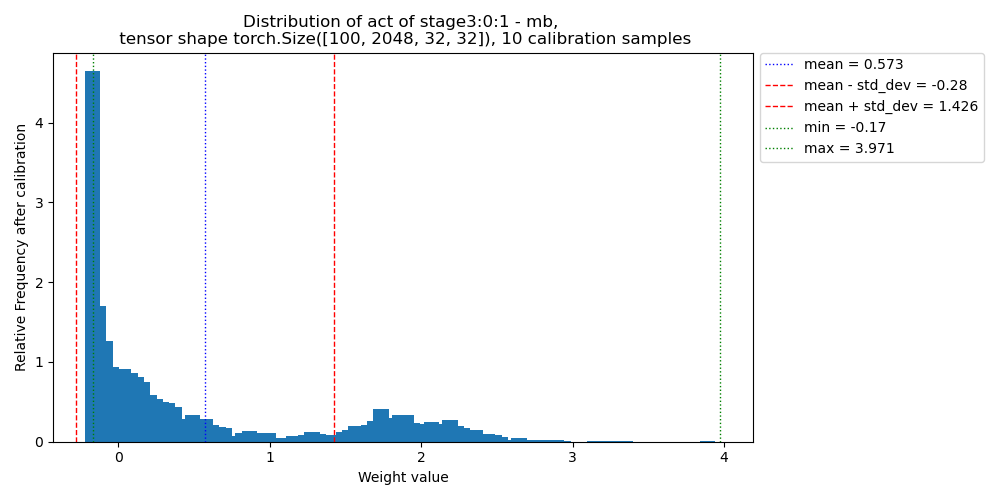 Distribution of act of stage3:0:1 - mb,
tensor shape torch.Size([100, 2048, 32, 32]), 10 calibration samples
mean = 0.573
mean - std_dev = -0.28
mean + std_dev = 1.426
min = -0.17
max = 3.971
Relative Frequency after calibration
4
3
2
1
0
0 1 2 3 4
Weight value